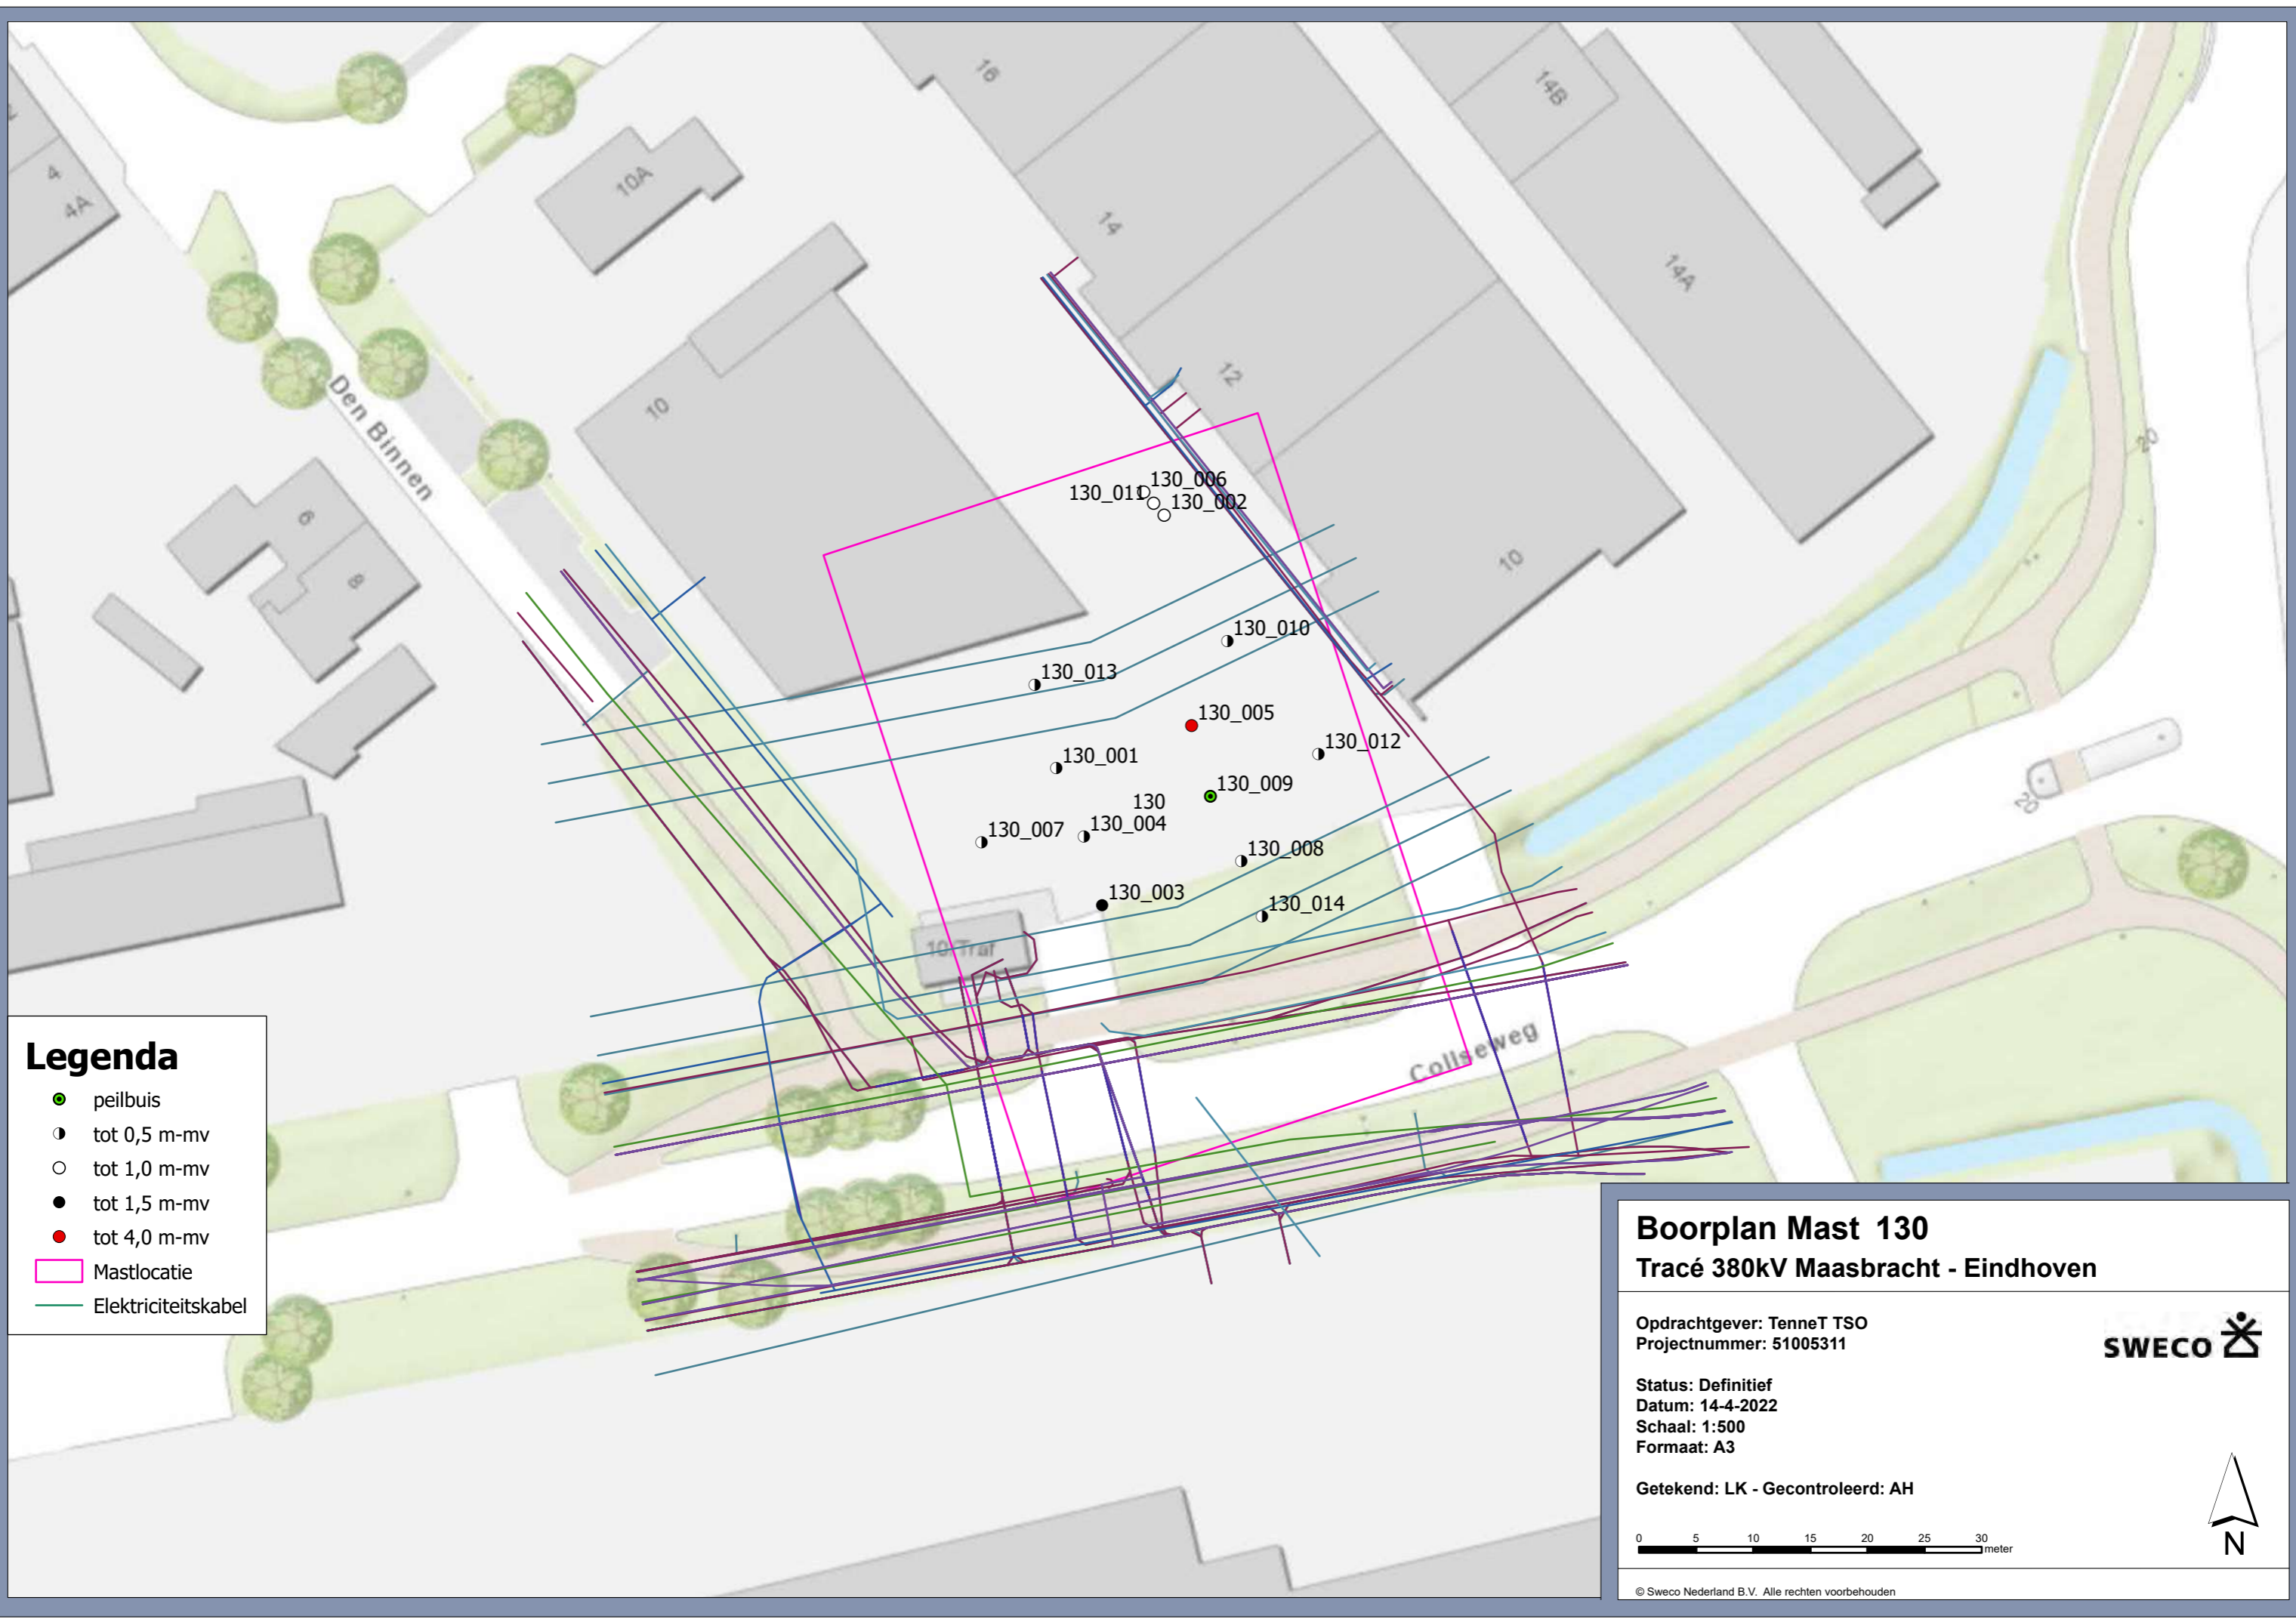 16
14B
4
4A
10A
14
14A
12
10
Den Binnen
20
130_006
130_011
130_002
6
10
8
130_010
130_013
130_005
130_012
130_001
130_009
130
20
130_004
130_007
130_008
130_003
130_014
10/Traf
Collseweg
Legenda
peilbuis
tot 0,5 m-mv
tot 1,0 m-mv
tot 1,5 m-mv
tot 4,0 m-mv
Mastlocatie
Elektriciteitskabel
Boorplan Mast 130
Tracé 380kV Maasbracht - Eindhoven
Opdrachtgever: TenneT TSO
Projectnummer: 51005311
SWECO
Status: Definitief
Datum: 14-4-2022
Schaal: 1:500
Formaat: A3
Getekend: LK - Gecontroleerd: AH
0 5 10 15 20 25 30
meter
N
© Sweco Nederland B.V. Alle rechten voorbehouden